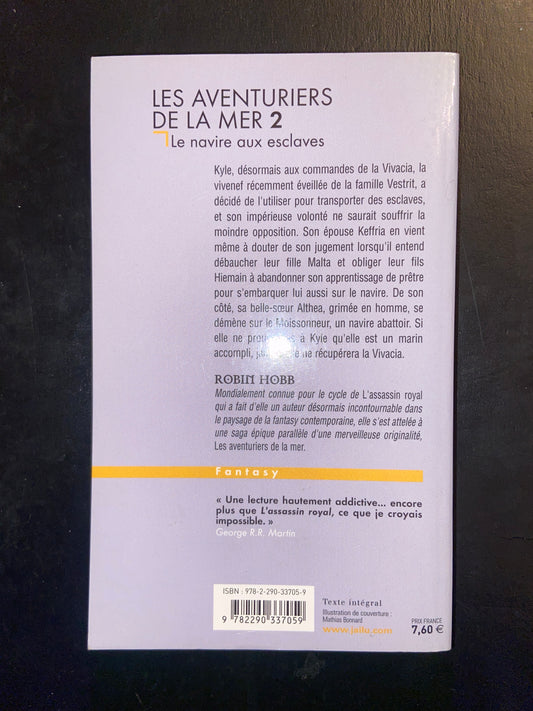 LES AVENTURIERS
DE LA MER 2
Le navire aux esclaves
Kyle, désormais aux commandes de la Vivacia, la
vivenef récemment éveillée de la famille Vestrit, a
décidé de l'utiliser pour transporter des esclaves,
et son impérieuse volonté ne saurait souffrir la
moindre opposition. Son épouse Keffria en vient
même à douter de son jugement lorsqu'il entend
débaucher leur fille Malta et obliger leur fils
Hiemain à abandonner son apprentissage de prêtre
pour s'embarquer lui aussi sur le navire. De son
côté, sa belle-sœur Althea, grimée en homme, se
démène sur le Moissonneur, un navire abattoir. Si
elle ne à Kyle qu'elle est un marin
accompli, ne récupérera la Vivacia.
ROBIN HOBB
Mondialement connue pour le cycle de L'assassin royal
qui a fait d'elle un auteur désormais incontournable dans
le paysage de la fantasy contemporaine, elle s'est attelée à
une saga épique parallèle d'une merveilleuse originalité,
Les aventuriers de la mer.
Fantasy
« Une lecture hautement addictive... encore
plus que L'assassin royal, ce que je croyais
impossible. »
George R.R. Martin
ISBN : 978-2-290-33705-9
9 782290 337059
Texte intégral
Illustration de couverture :
Mathias Bonnard
www.jailu.com
PRIX FRANCE
7,60 €